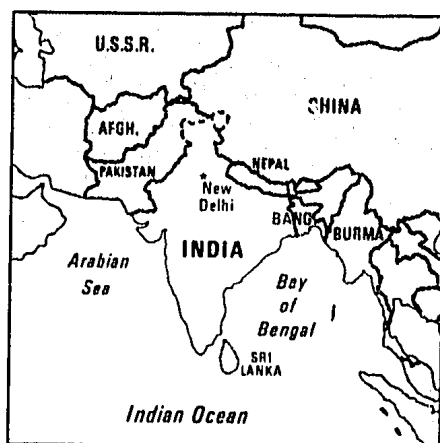 U.S.S.R.
CHINA
AFGH.
PAKISTAN
NEPAL
New
Delhi
BANG.
BURMA
INDIA
Arabian
Sea
Bay
of
Bengal
SRI
LANKA
Indian Ocean